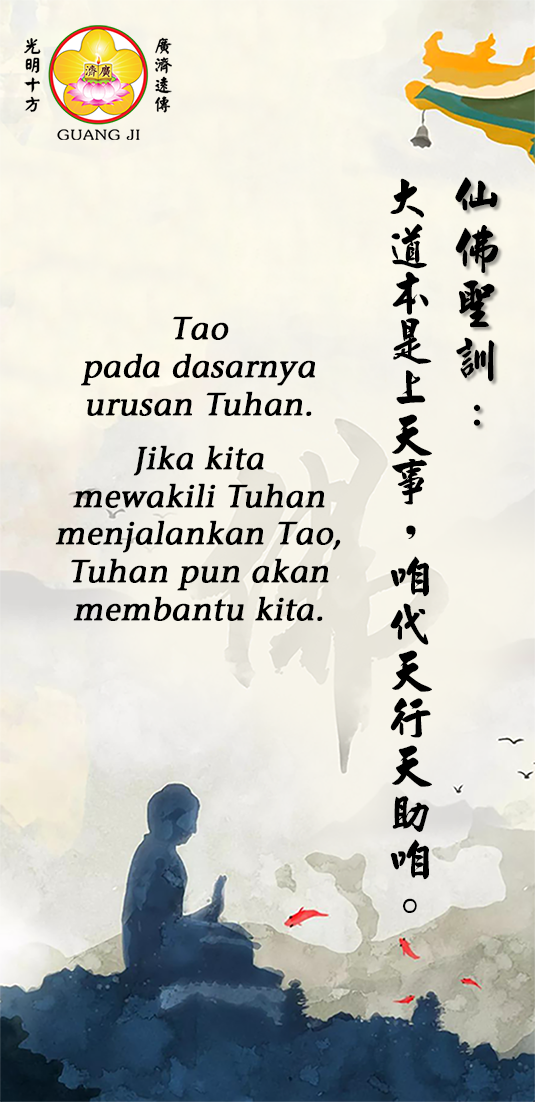 光明十方
廣濟遠傳
濟廣
GUANG JI
仙佛聖訓：
大道本是上天事，咱代天行天助咱。
Tao
pada dasarnya
urusan Tuhan.
Jika kita
mewakili Tuhan
menjalankan Tao,
Tuhan pun akan
membantu kita.
佛